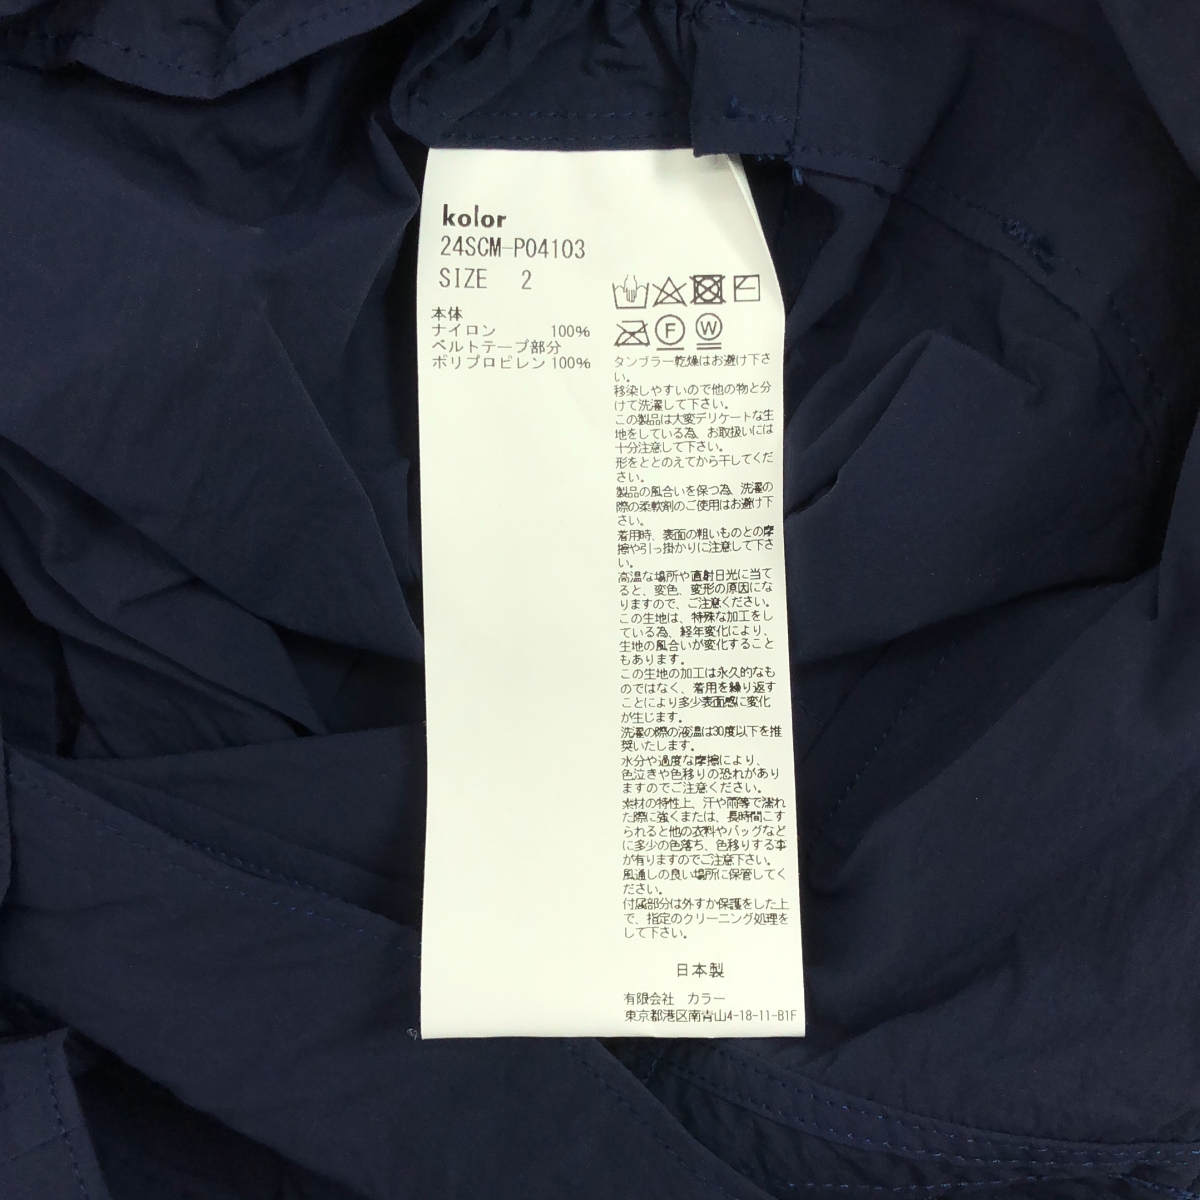 kolor
24SCM-P04103
SIZE 2
本体
ナイロン 100%
ベルトテープ部分
ポリプロピレン 100%
F W
タンブラー乾燥はお避け下さ
い。
移染しやすいので他の物と分
けて洗濯して下さい。
この製品は大変デリケートな生
地をしている為、お取扱いには
十分注意して下さい。
形をととのえてから干してくだ
さい。
製品の風合いを保つ為、洗濯の
際の柔軟剤のご使用はお避け下
さい。
着用時、表面の粗いものとの摩
擦や引っ掛かりに注意して下さ
い。
高温な場所や直射日光に当て
ると、変色、変形の原因にな
りますので、ご注意ください。
この生地は、特殊な加工をし
ている為、経年変化により、
生地の風合いが変化すること
もあります。
この生地の加工は永久的なも
のではなく、着用を繰り返す
ことにより多少表面感に変化
が生じます。
洗濯の際の液温は30度以下を推
奨いたします。
水分や過度な摩擦により、
色泣きや色移りの恐れがあり
ますのでご注意ください。
素材の特性上、汗や雨等で濡れ
た際に強くまたは、長時間こす
られると他の衣料やバッグなど
に多少の色落ち、色移りする事
が有りますのでご注意下さい。
風通しの良い場所に保管してく
ださい。
付属部分は外すか保護をした上
で、指定のクリーニング処理を
して下さい。
日本製
有限会社 カラー
東京都港区南青山4-18-11-B1F